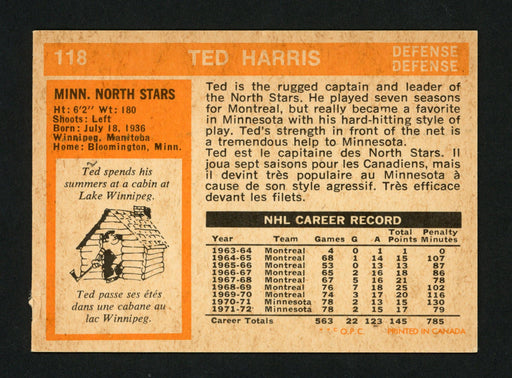 118
TED HARRIS
DEFENSE
DEFENSE
MINN. NORTH STARS
Ht: 6'2" Wt: 180
Shoots: Left
Born: July 18, 1936
Winnipeg, Manitoba
Home: Bloomington, Minn.
Ted spends his
summers at a cabin at
Lake Winnipeg.
Ted passe ses étés
dans une cabane au
lac Winnipeg.
Ted is the rugged captain and leader of
the North Stars. He played seven seasons
for Montreal, but really became a favorite
in Minnesota with his hard-hitting style of
play. Ted's strength in front of the net is
a tremendous help to Minnesota.
Ted est le capitaine des North Stars. Il
joua sept saisons pour les Canadiens, mais
il devint très populaire au Minnesota à
cause de son style agressif. Très efficace
devant les filets.
NHL CAREER RECORD
Year Team Games G A Total Points Penalty Minutes
1963-64 Montreal 4 0 1 1 0
1964-65 Montreal 68 1 14 15 107
1965-66 Montreal 53 0 13 13 87
1966-67 Montreal 65 2 16 18 86
1967-68 Montreal 67 5 16 21 78
1968-69 Montreal 76 7 18 25 102
1969-70 Montreal 74 3 17 20 116
1970-71 Minnesota 78 2 13 15 130
1971-72 Minnesota 78 2 15 17 79
Career Totals 563 22 123 145 785
O.P.C. PRINTED IN CANADA